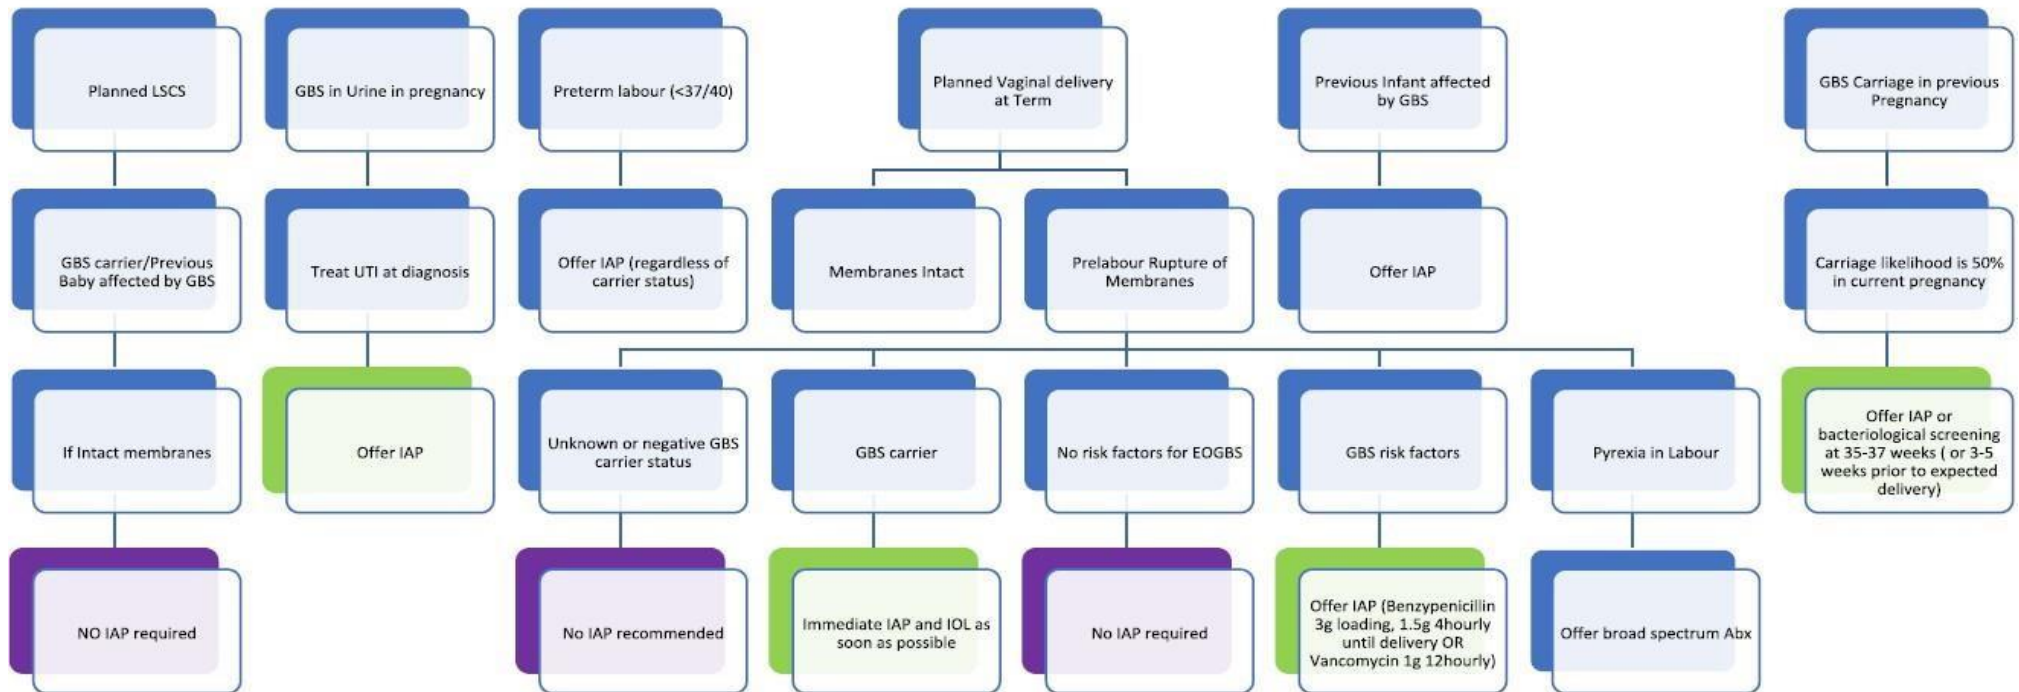 Planned LSCS
GBS in Urine in pregnancy
Preterm labour (<37/40)
Planned Vaginal delivery
at Term
Previous Infant affected
by GBS
GBS Carriage in previous
Pregnancy
GBS carrier/Previous
Baby affected by GBS
Treat UTI at diagnosis
Offer IAP (regardless of
carrier status)
Membranes Intact
Prelabour Rupture of
Membranes
Offer IAP
Carriage likelihood is 50%
in current pregnancy
If Intact membranes
Offer IAP
Unknown or negative GBS
carrier status
GBS carrier
No risk factors for EOGBS
GBS risk factors
Pyrexia in Labour
Offer IAP or
bacteriological screening
at 35-37 weeks ( or 3-5
weeks prior to expected
delivery)
NO IAP required
No IAP recommended
Immediate IAP and IOL as
soon as possible
No IAP required
Offer IAP (Benzypenicillin
3g loading, 1.5g 4hourly
until delivery OR
Vancomycin 1g 12hourly)
Offer broad spectrum Abx